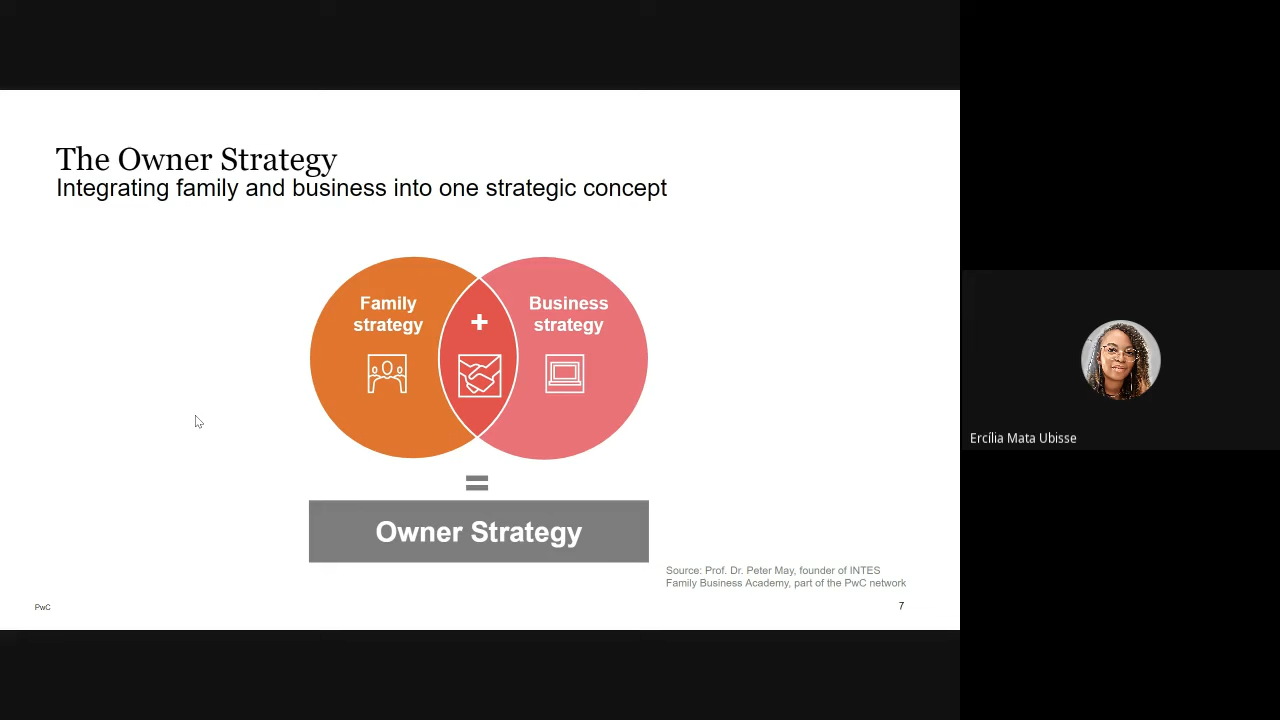 The Owner Strategy
Integrating family and business into one strategic concept
Family
strategy
+
Business
strategy
=
Owner Strategy
Source: Prof. Dr. Peter May, founder of INTES
Family Business Academy, part of the PwC network
PwC
7
Ercília Mata Ubisse